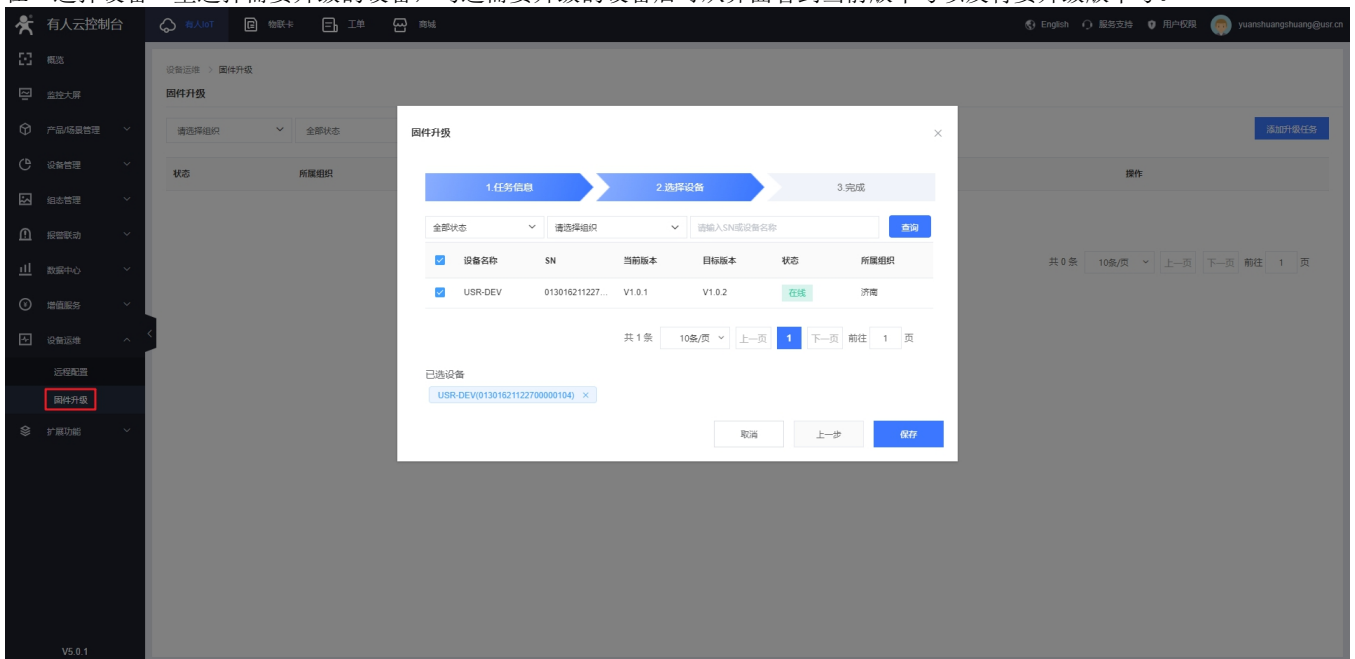 有人云控制台 有人IoT 物联卡 工单 商城 English 服务支持 用户权限 yuanshuangshuang@usr.cn
概览
监控大屏
产品/场景管理
设备管理
组态管理
报警联动
数据中心
增值服务
设备运维
远程配置
固件升级
扩展功能
V5.0.1
设备运维 > 固件升级
固件升级
请选择组织 全部状态 添加升级任务
状态 所属组织 操作
共 0 条 10条/页 上一页 下一页 前往 1 页
固件升级
1.任务信息 2.选择设备 3.完成
全部状态 请选择组织 请输入SN或设备名称 查询
设备名称 SN 当前版本 目标版本 状态 所属组织
USR-DEV 013016211227... V1.0.1 V1.0.2 在线 济南
共 1 条 10条/页 上一页 1 下一页 前往 1 页
已选设备
USR-DEV(01301621122700000104) ×
取消 上一步 保存